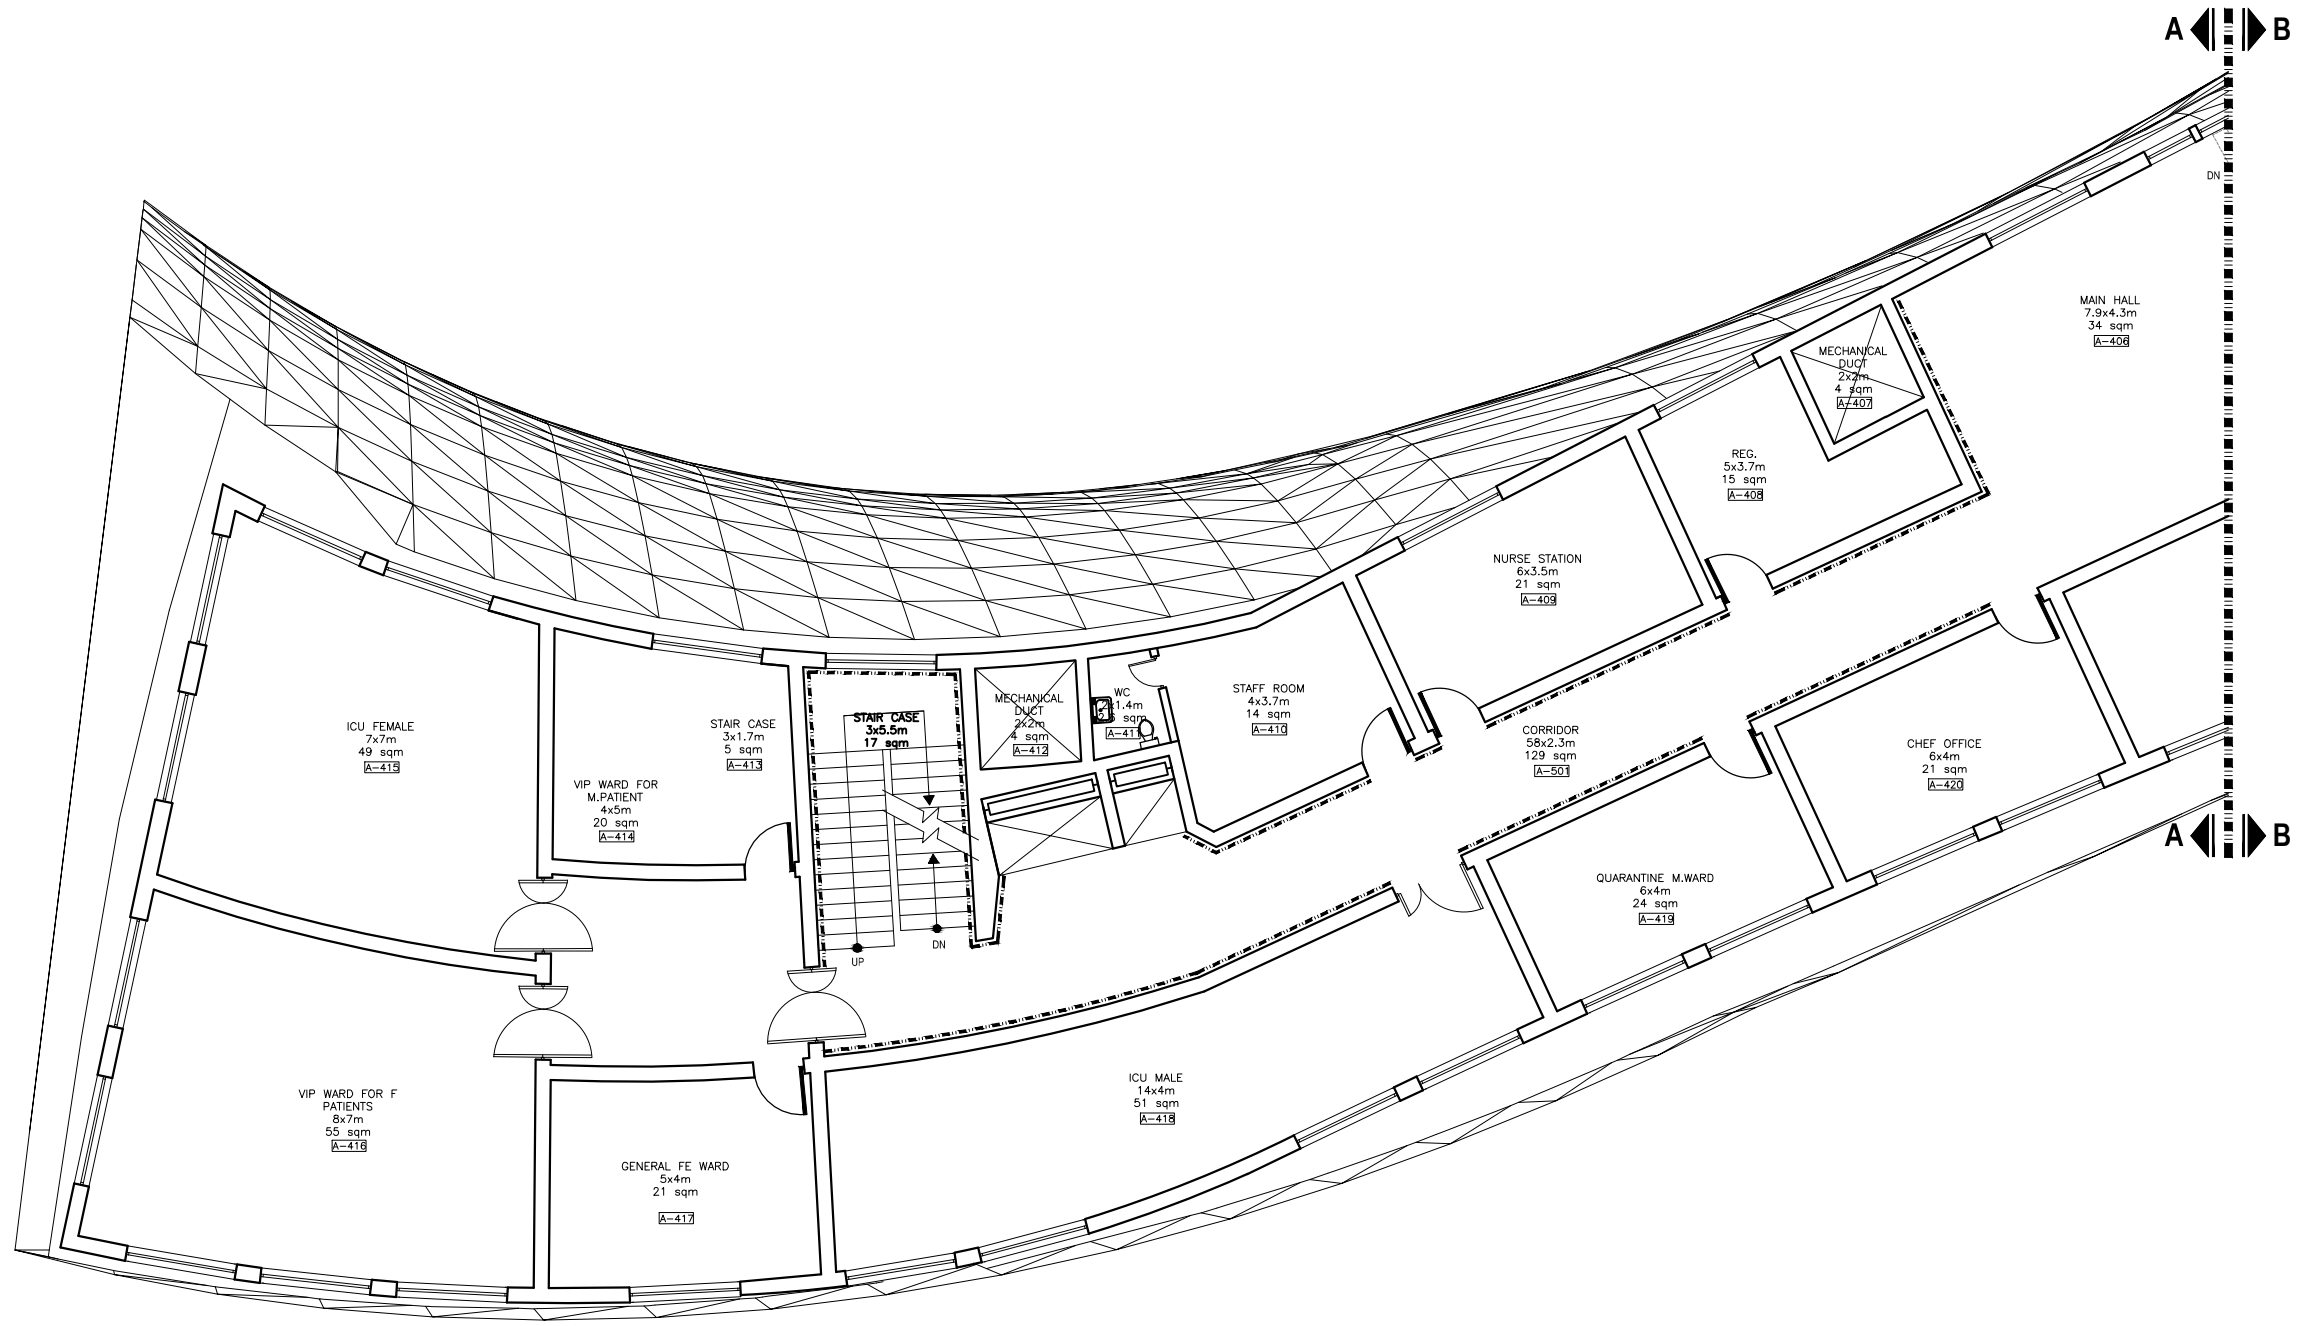 A B
DN
MAIN HALL
7.9x4.3m
34 sqm
A-406
MECHANICAL
DUCT
2x2m
4 sqm
A-407
REG.
5x3.7m
15 sqm
A-408
NURSE STATION
6x3.5m
21 sqm
A-409
STAFF ROOM
4x3.7m
14 sqm
A-410
WC
2x1.4m
sqm
A-411
MECHANICAL
DUCT
2x2m
4 sqm
A-412
STAIR CASE
3x5.5m
17 sqm
STAIR CASE
3x1.7m
5 sqm
A-413
ICU FEMALE
7x7m
49 sqm
A-415
VIP WARD FOR
M.PATIENT
4x5m
20 sqm
A-414
CORRIDOR
58x2.3m
129 sqm
A-501
CHEF OFFICE
6x4m
21 sqm
A-420
A B
QUARANTINE M.WARD
6x4m
24 sqm
A-419
UP
DN
ICU MALE
14x4m
51 sqm
A-418
VIP WARD FOR F
PATIENTS
8x7m
55 sqm
A-416
GENERAL FE WARD
5x4m
21 sqm
A-417